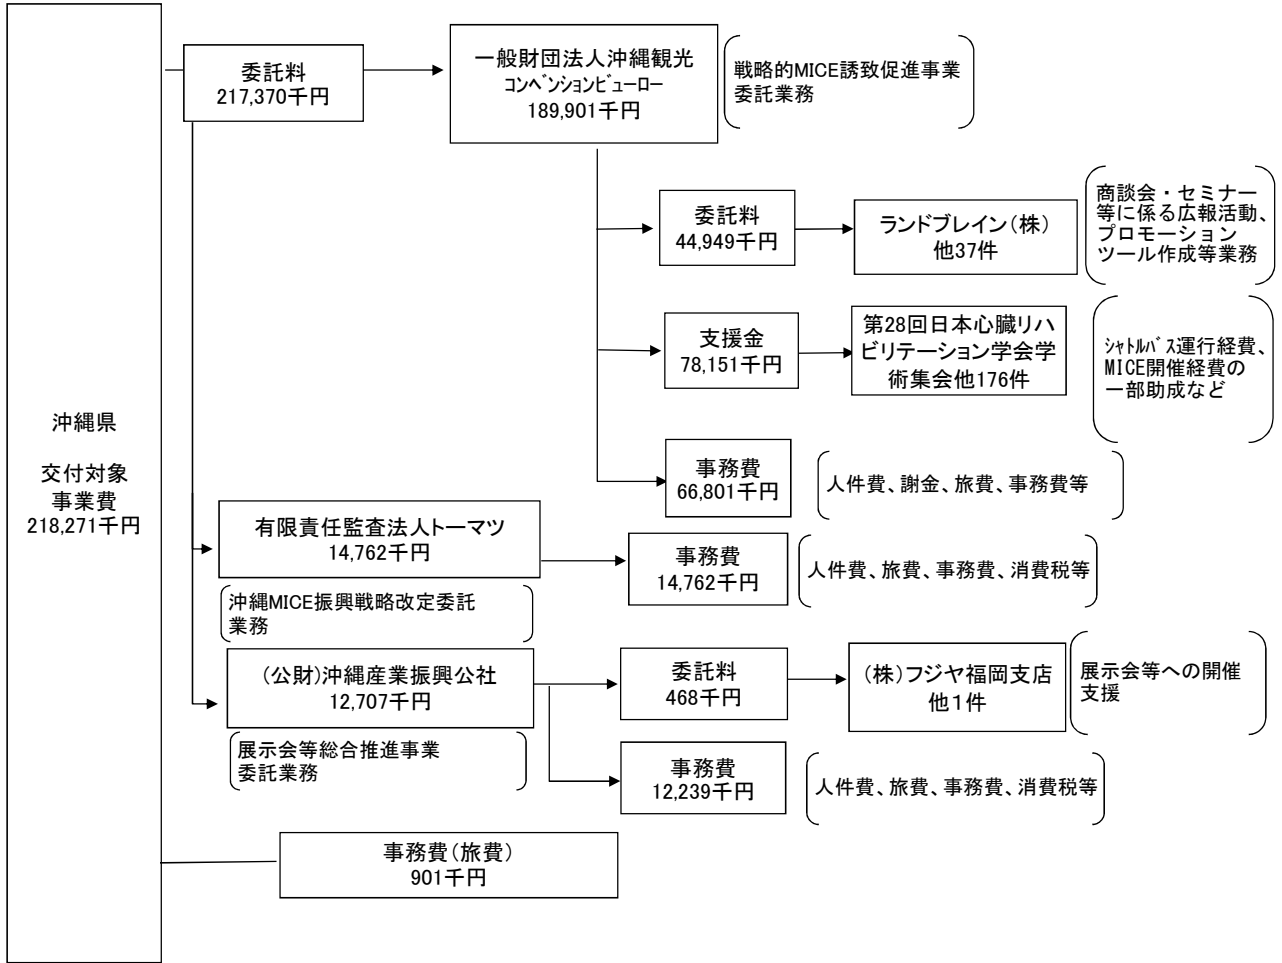 沖縄県
交付対象
事業費
218,271千円
委託料
217,370千円
一般財団法人沖縄観光
ｺﾝﾍﾞﾝｼｮﾝﾋﾞｭｰﾛｰ
189,901千円
戦略的MICE誘致促進事業
委託業務
委託料
44,949千円
ランドブレイン（株）
他37件
商談会・セミナー
等に係る広報活動、
プロモーション
ツール作成等業務
支援金
78,151千円
第28回日本心臓リハ
ビリテーション学会学
術集会他176件
ｼｬﾄﾙﾊﾞｽ運行経費、
MICE開催経費の
一部助成など
事務費
66,801千円
人件費、謝金、旅費、事務費等
有限責任監査法人トーマツ
14,762千円
沖縄MICE振興戦略改定委託
業務
事務費
14,762千円
人件費、旅費、事務費、消費税等
（公財）沖縄産業振興公社
12,707千円
展示会等総合推進事業
委託業務
委託料
468千円
（株）フジヤ福岡支店
他１件
展示会等への開催
支援
事務費
12,239千円
人件費、旅費、事務費、消費税等
事務費（旅費）
901千円